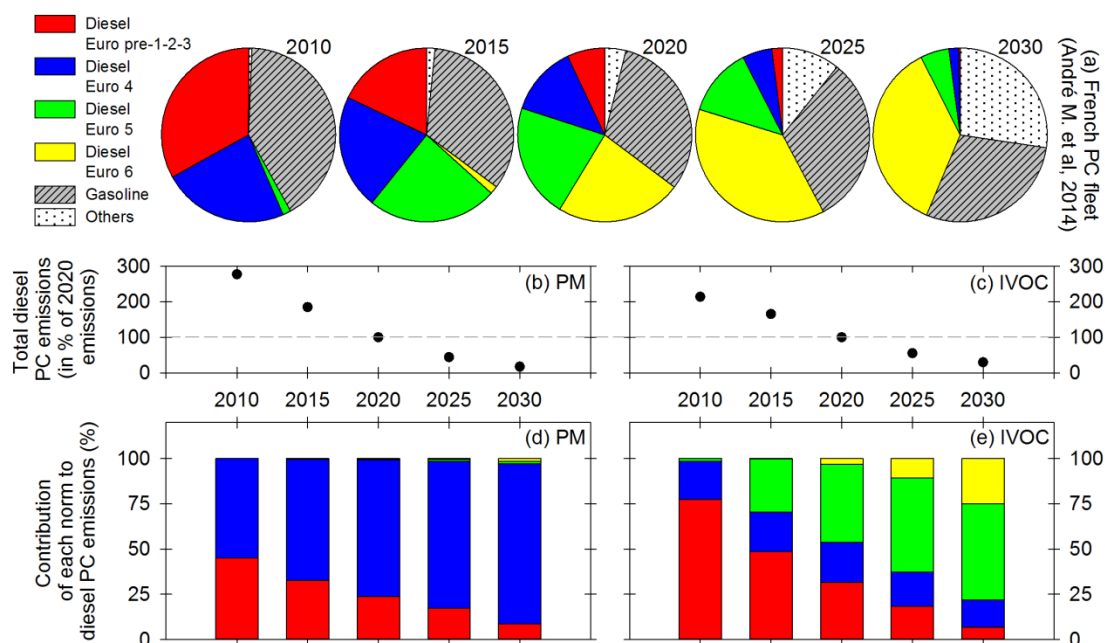 Diesel
Euro pre-1-2-3
Diesel
Euro 4
Diesel
Euro 5
Diesel
Euro 6
Gasoline
Others
2010
2015
2020
2025
2030
(a) French PC fleet
(André M. et al, 2014)
Total diesel
PC emissions
(in % of 2020
emissions)
300
200
100
0
(b) PM
(c) IVOC
300
200
100
0
2010
2015
2020
2025
2030
2010
2015
2020
2025
2030
Contribution
of each norm to
diesel PC emissions (%)
100
75
50
25
0
(d) PM
(e) IVOC
100
75
50
25
0